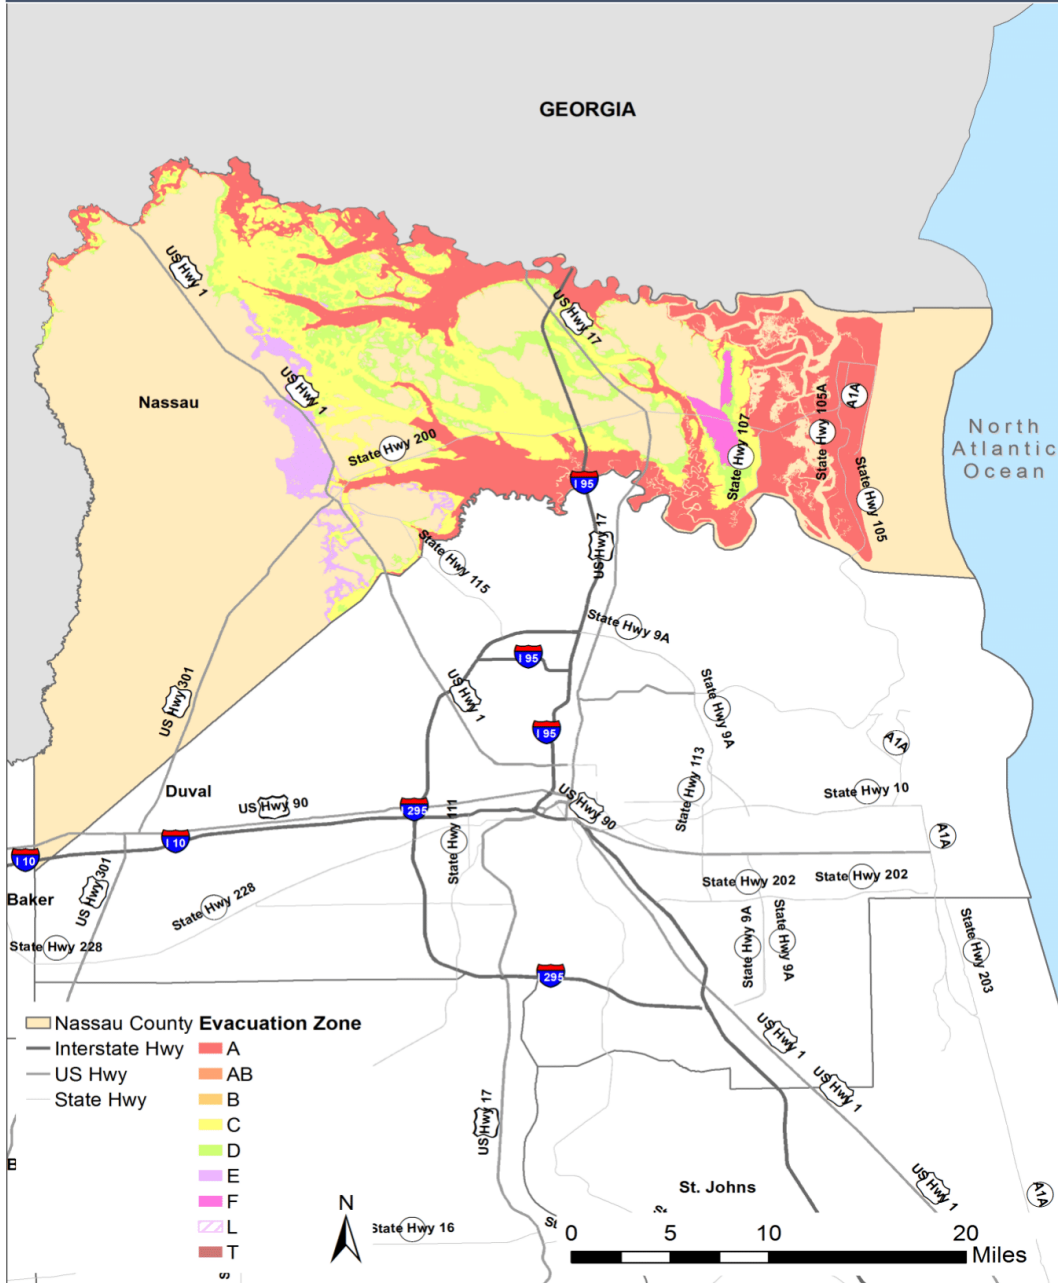 GEORGIA
US Hwy 1
US Hwy 17
Nassau
US Hwy 1
State Hwy 105A
A1A
North
Atlantic
Ocean
State Hwy 200
State Hwy 107
I 95
State Hwy 105
US Hwy 17
State Hwy 115
State Hwy 9A
I 95
US Hwy 301
US Hwy 1
State Hwy 9A
I 95
A1A
Duval
US Hwy 90
I 295
State Hwy 111
US Hwy 90
State Hwy 113
State Hwy 10
I 10
I 10
A1A
US Hwy 301
Baker
State Hwy 228
State Hwy 202
State Hwy 202
State Hwy 228
State Hwy 9A
State Hwy 9A
State Hwy 203
I 295
Nassau County
Interstate Hwy
US Hwy
State Hwy
Evacuation Zone
A
AB
B
C
D
E
F
L
T
US Hwy 1
US Hwy 1
US Hwy 17
B
St. Johns
US Hwy 1
A1A
N
State Hwy 16
St
0 5 10 20
Miles